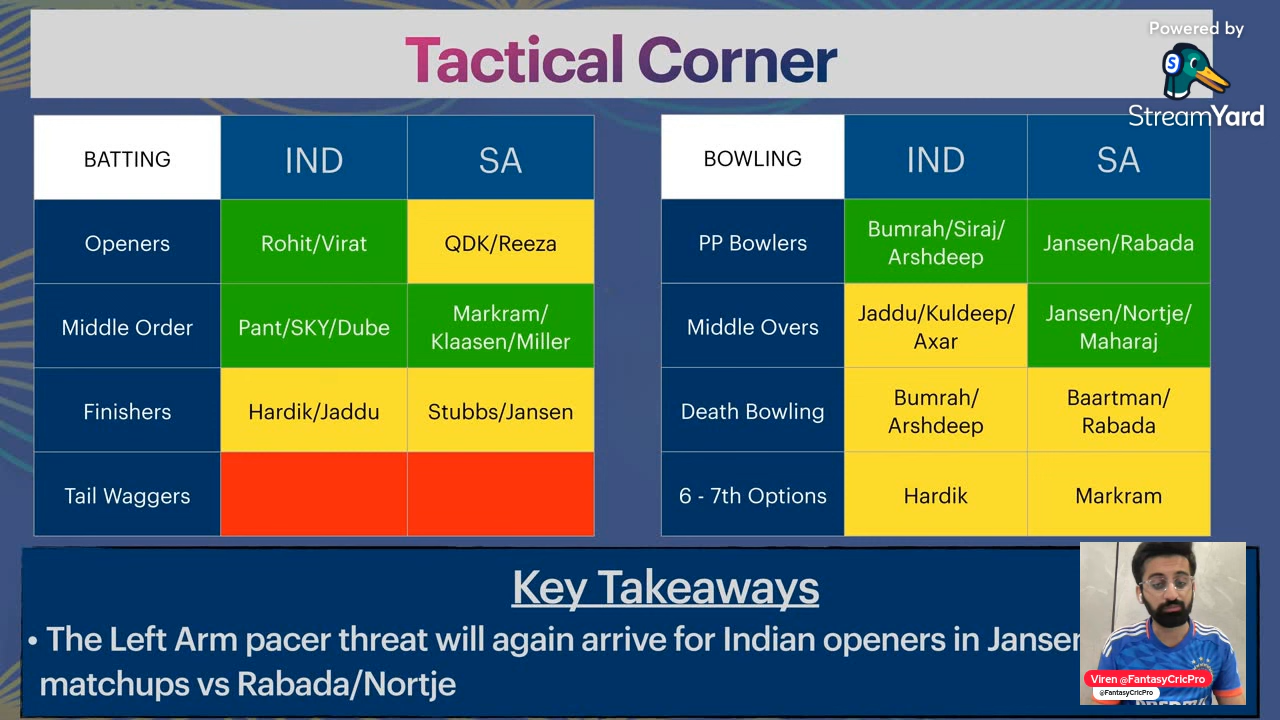 Tactical Corner
Powered by
StreamYard
BATTING IND SA
Openers Rohit/Virat QDK/Reeza
Middle Order Pant/SKY/Dube Markram/
Klaasen/Miller
Finishers Hardik/Jaddu Stubbs/Jansen
Tail Waggers
BOWLING IND SA
PP Bowlers Bumrah/Siraj/
Arshdeep Jansen/Rabada
Middle Overs Jaddu/Kuldeep/
Axar Jansen/Nortje/
Maharaj
Death Bowling Bumrah/
Arshdeep Baartman/
Rabada
6 - 7th Options Hardik Markram
Key Takeaways
• The Left Arm pacer threat will again arrive for Indian openers in Jansen
matchups vs Rabada/Nortje
Viren @FantasyCricPro
@FantasyCricPro